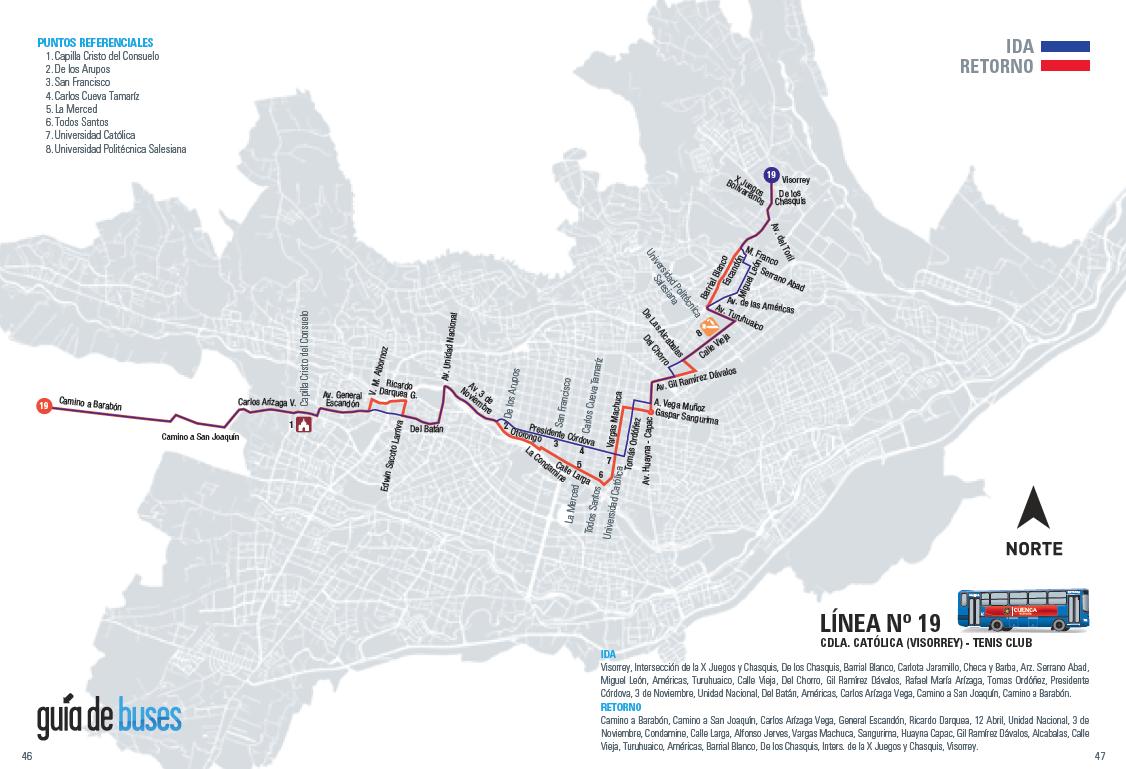 PUNTOS REFERENCIALES
1. Capilla Cristo del Consuelo
2. De los Arupos
3. San Francisco
4. Carlos Cueva Tamaríz
5. La Merced
6. Todos Santos
7. Universidad Católica
8. Universidad Politécnica Salesiana
IDA
RETORNO
19
Visorrey
X Juegos
Bolivarianos
De los
Chasquis
Av. del Toril
M. Franco
Escandón
Barrial Blanco
Miguel León
Serrano Abad
Av. de las Américas
Av. Turuhuaico
Universidad Politécnica
Salesiana
8
Calle Vieja
De Las Alcabalas
Del Chorro
Av. Gil Ramírez Dávalos
A. Vega Muñoz
Gaspar Sangurima
Av. Huayna - Capac
Tomás Ordóñez
Vargas Machuca
Carlos Cueva Tamaríz
San Francisco
De los Arupos
Av. 3 de
Noviembre
Av. Unidad Nacional
Presidente Córdova
2
Otolongo
3
4
5
6
7
La Condamine
Calle Larga
La Merced
Todos Santos
Universidad Católica
Del Batán
Edwin Sacoto Larriva
V. M. Albornoz
Ricardo
Darquea G.
Av. General
Escandón
Capilla Cristo del Consuelo
1
Carlos Arízaga V.
Camino a San Joaquín
Camino a Barabón
19
NORTE
CUENCA
LÍNEA Nº 19
CDLA. CATÓLICA (VISORREY) - TENIS CLUB
IDA
Visorrey, Intersección de la X Juegos y Chasquis, De los Chasquis, Barrial Blanco, Carlota Jaramillo, Checa y Barba, Arz. Serrano Abad,
Miguel León, Américas, Turuhuaico, Calle Vieja, Del Chorro, Gil Ramírez Dávalos, Rafael María Arízaga, Tomas Ordóñez, Presidente
Córdova, 3 de Noviembre, Unidad Nacional, Del Batán, Américas, Carlos Arízaga Vega, Camino a San Joaquín, Camino a Barabón.
RETORNO
Camino a Barabón, Camino a San Joaquín, Carlos Arízaga Vega, General Escandón, Ricardo Darquea, 12 Abril, Unidad Nacional, 3 de
Noviembre, Condamine, Calle Larga, Alfonso Jerves, Vargas Machuca, Sangurima, Huayna Capac, Gil Ramírez Dávalos, Alcabalas, Calle
Vieja, Turuhuaico, Américas, Barrial Blanco, De los Chasquis, Inters. de la X Juegos y Chasquis, Visorrey.
guía de buses
46
47